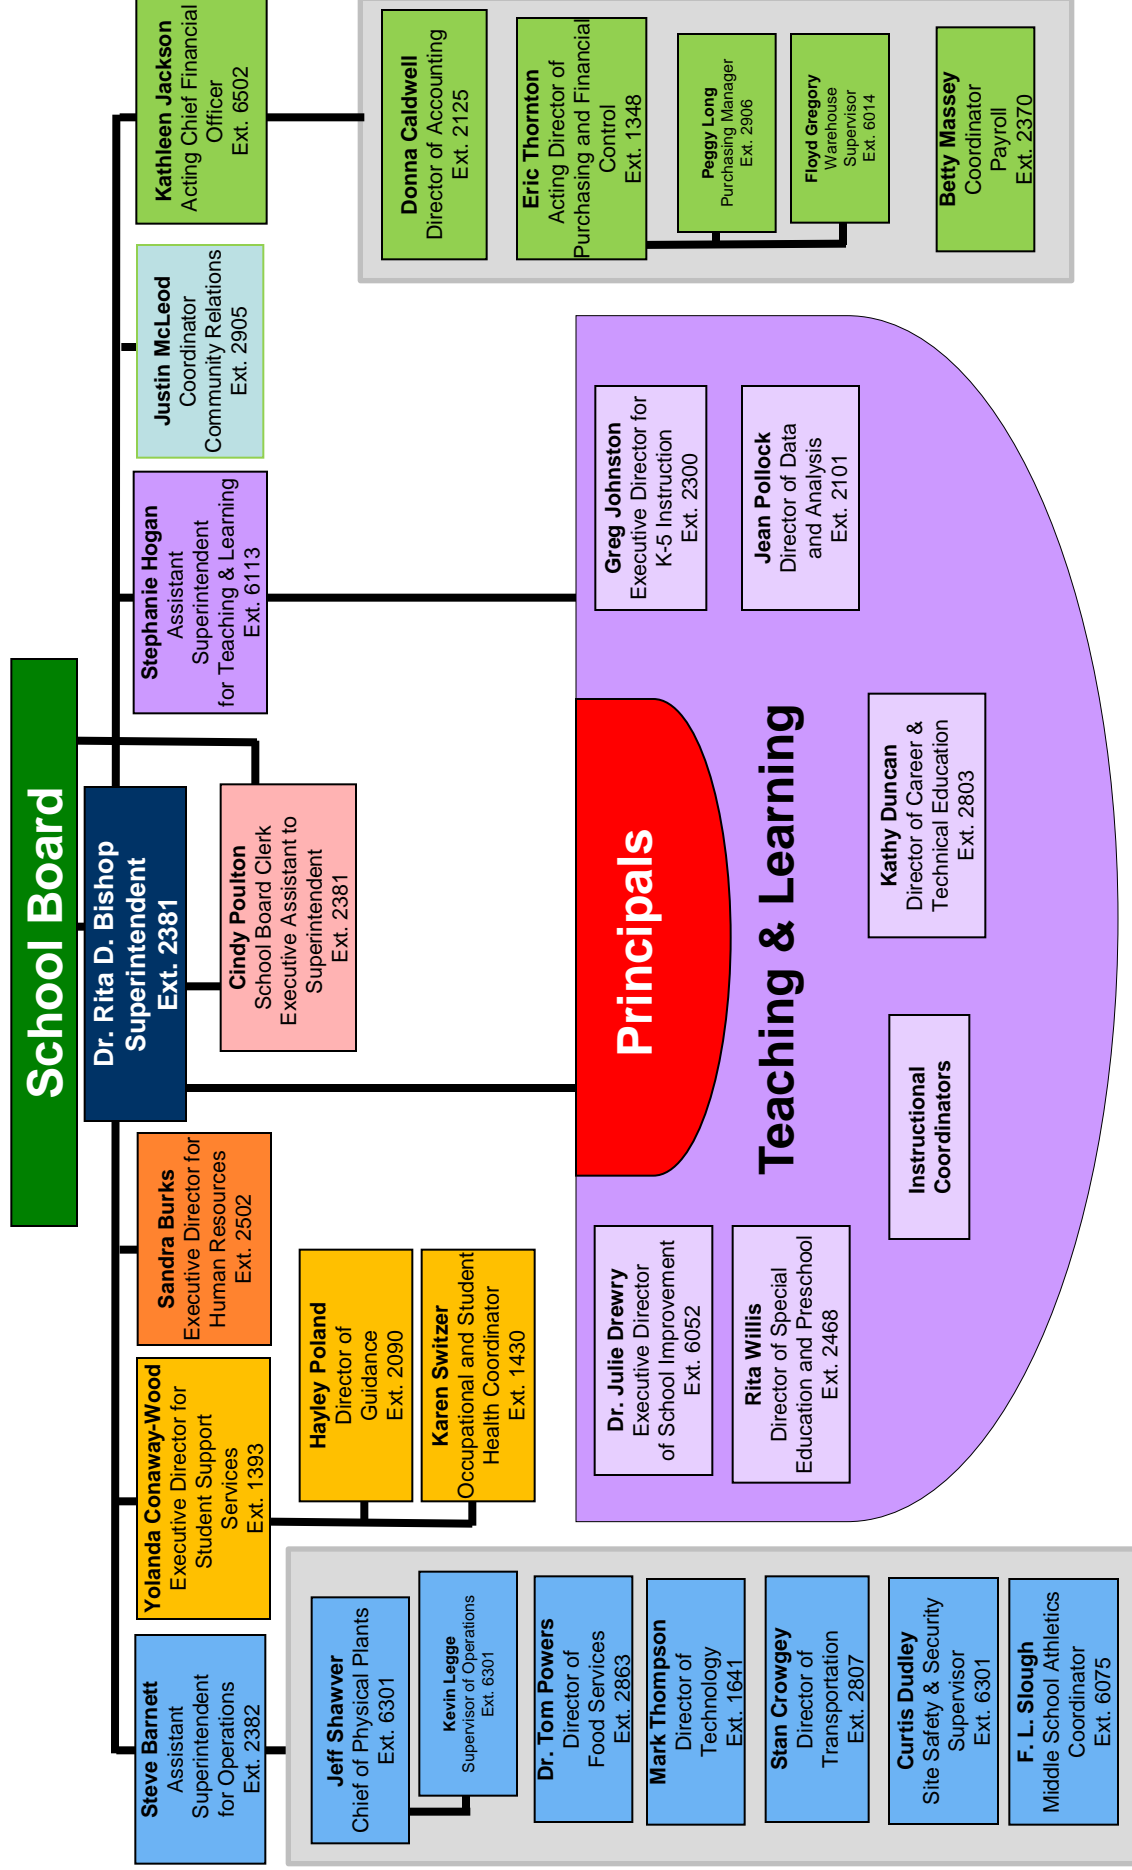 School Board
Dr. Rita D. Bishop
Superintendent
Ext. 2381
Cindy Poulton
School Board Clerk
Executive Assistant to
Superintendent
Ext. 2381
Steve Barnett
Assistant
Superintendent
for Operations
Ext. 2382
Yolanda Conaway-Wood
Executive Director for
Student Support
Services
Ext. 1393
Sandra Burks
Executive Director for
Human Resources
Ext. 2502
Stephanie Hogan
Assistant
Superintendent
for Teaching & Learning
Ext. 6113
Justin McLeod
Coordinator
Community Relations
Ext. 2905
Kathleen Jackson
Acting Chief Financial
Officer
Ext. 6502
Jeff Shawver
Chief of Physical Plants
Ext. 6301
Kevin Legge
Supervisor of Operations
Ext. 6301
Dr. Tom Powers
Director of
Food Services
Ext. 2863
Mark Thompson
Director of
Technology
Ext. 1641
Stan Crowgey
Director of
Transportation
Ext. 2807
Curtis Dudley
Site Safety & Security
Supervisor
Ext. 6301
F. L. Slough
Middle School Athletics
Coordinator
Ext. 6075
Hayley Poland
Director of
Guidance
Ext. 2090
Karen Switzer
Occupational and Student
Health Coordinator
Ext. 1430
Principals
Teaching & Learning
Dr. Julie Drewry
Executive Director
of School Improvement
Ext. 6052
Rita Willis
Director of Special
Education and Preschool
Ext. 2468
Instructional
Coordinators
Kathy Duncan
Director of Career &
Technical Education
Ext. 2803
Greg Johnston
Executive Director for
K-5 Instruction
Ext. 2300
Jean Pollock
Director of Data
and Analysis
Ext. 2101
Donna Caldwell
Director of Accounting
Ext. 2125
Eric Thornton
Acting Director of
Purchasing and Financial
Control
Ext. 1348
Peggy Long
Purchasing Manager
Ext. 2906
Floyd Gregory
Warehouse
Supervisor
Ext. 6014
Betty Massey
Coordinator
Payroll
Ext. 2370